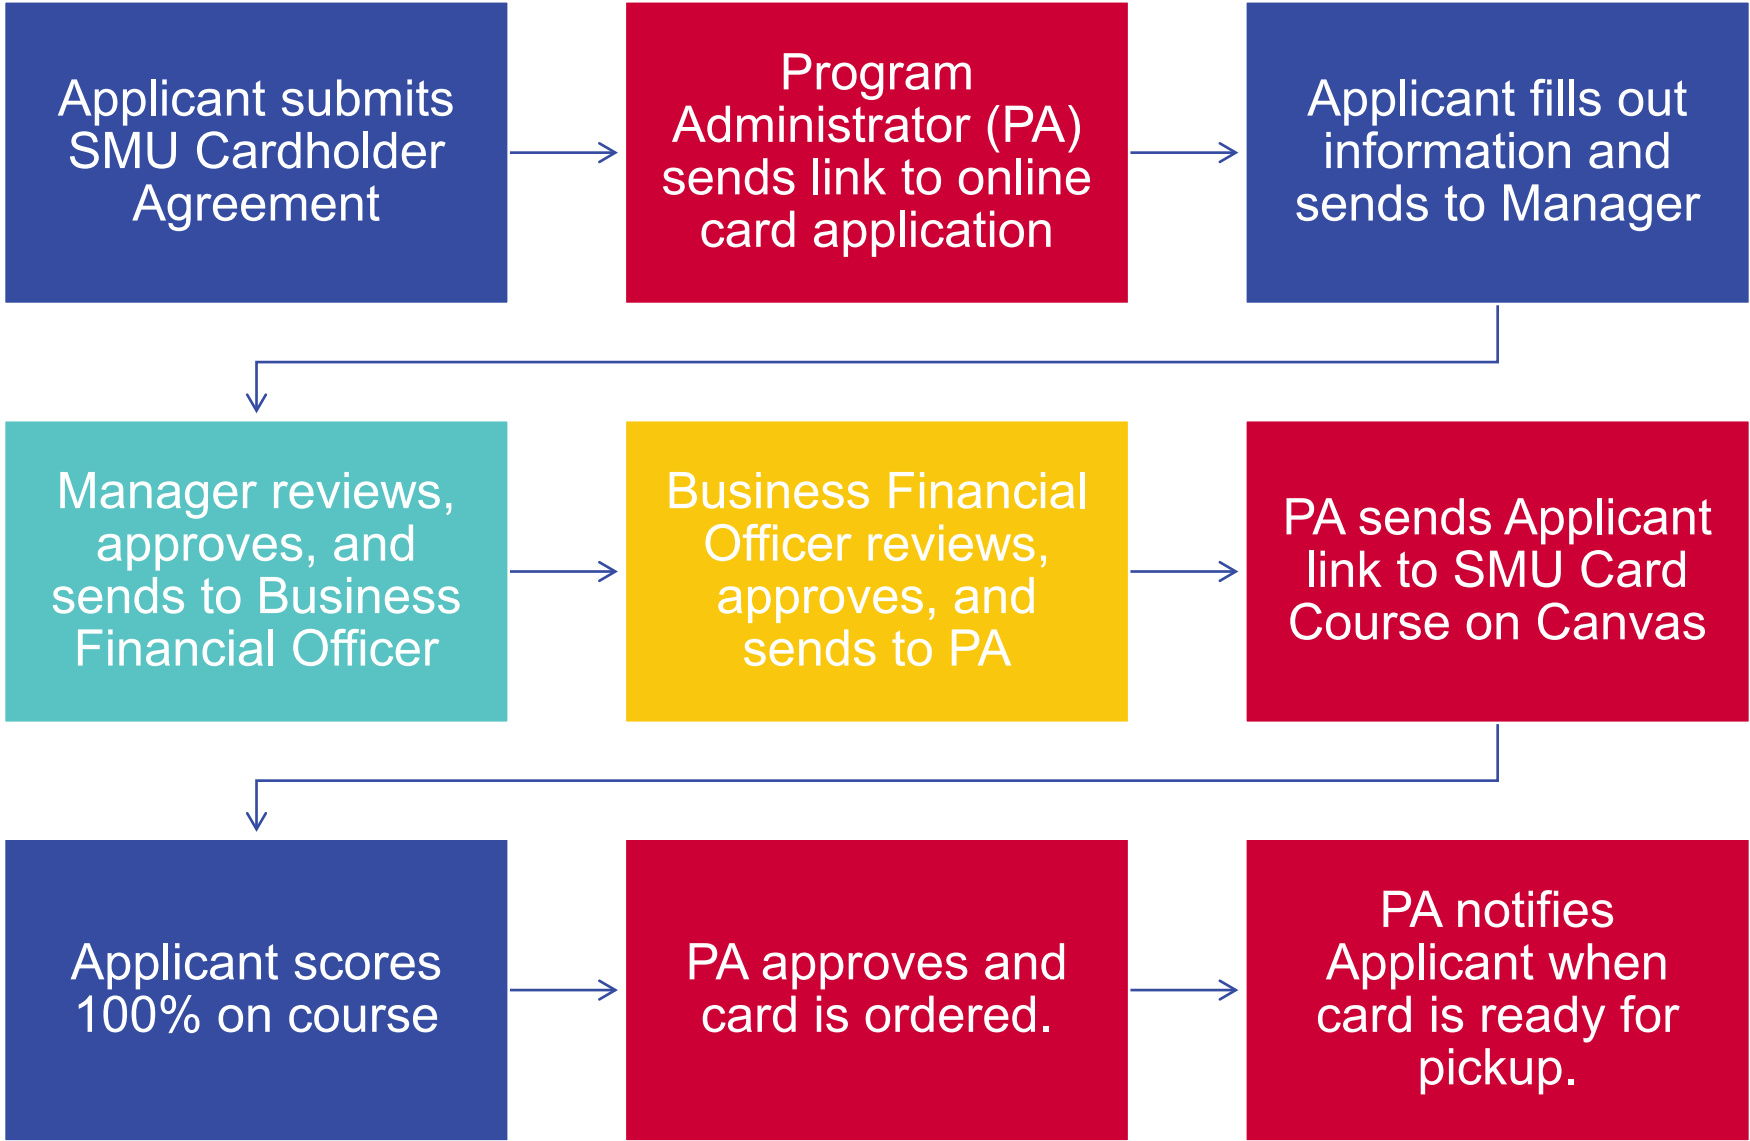 Applicant submits
SMU Cardholder
Agreement
Program
Administrator (PA)
sends link to online
card application
Applicant fills out
information and
sends to Manager
Manager reviews,
approves, and
sends to Business
Financial Officer
Business Financial
Officer reviews,
approves, and
sends to PA
PA sends Applicant
link to SMU Card
Course on Canvas
Applicant scores
100% on course
PA approves and
card is ordered.
PA notifies
Applicant when
card is ready for
pickup.